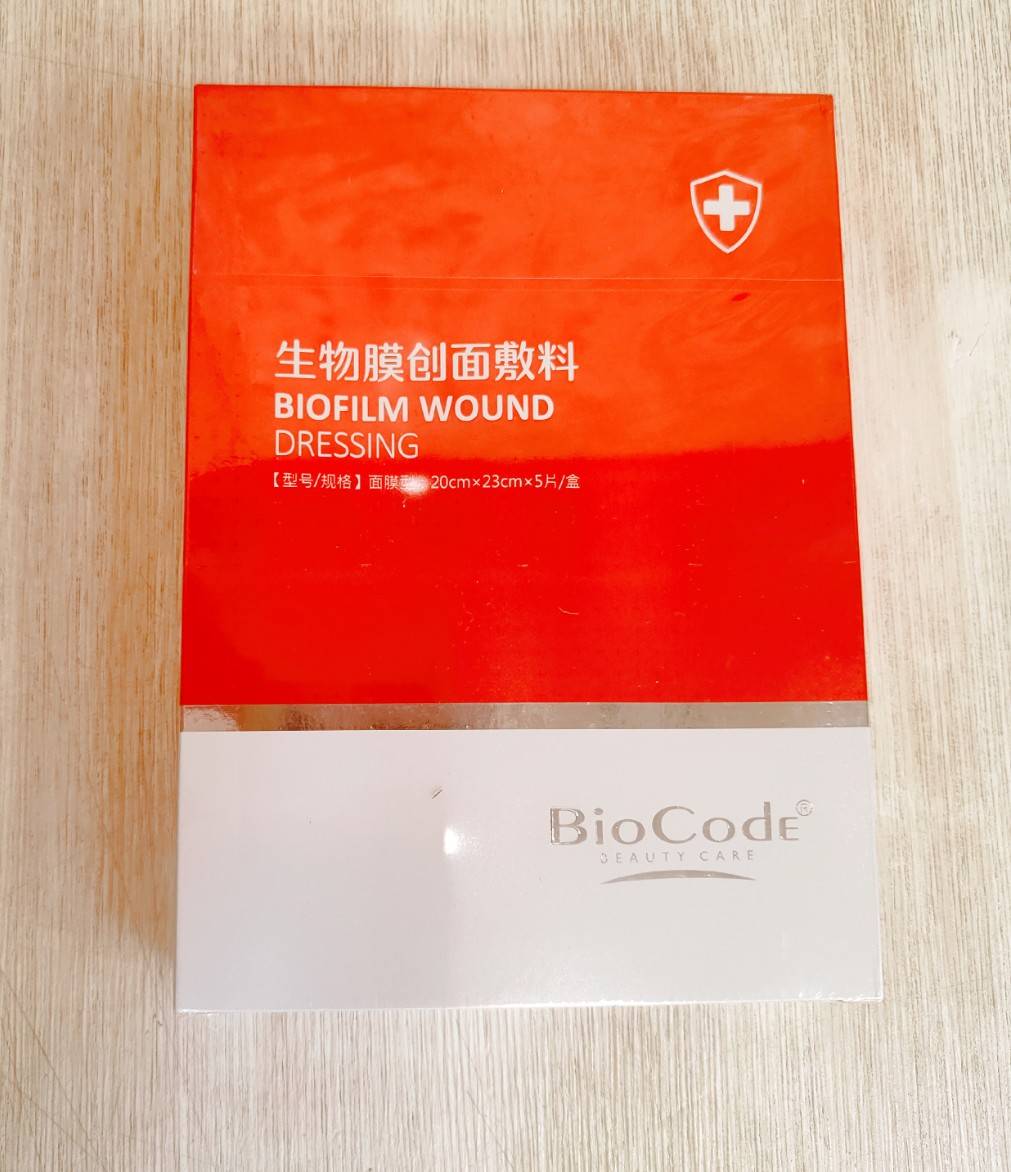 生物膜创面敷料
BIOFILM WOUND
DRESSING
【型号/规格】面膜 20cm×23cm×5片/盒
BioCodE®
BEAUTY CARE